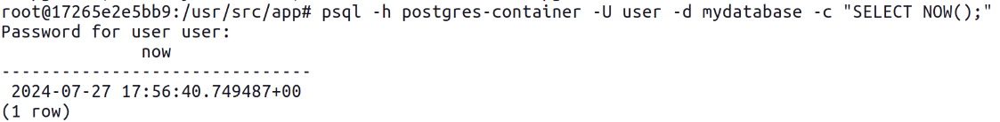 root@17265e2e5bb9:/usr/src/app# psql -h postgres-container -U user -d mydatabase -c "SELECT NOW();"
Password for user user:
              now
-------------------------------
 2024-07-27 17:56:40.749487+00
(1 row)